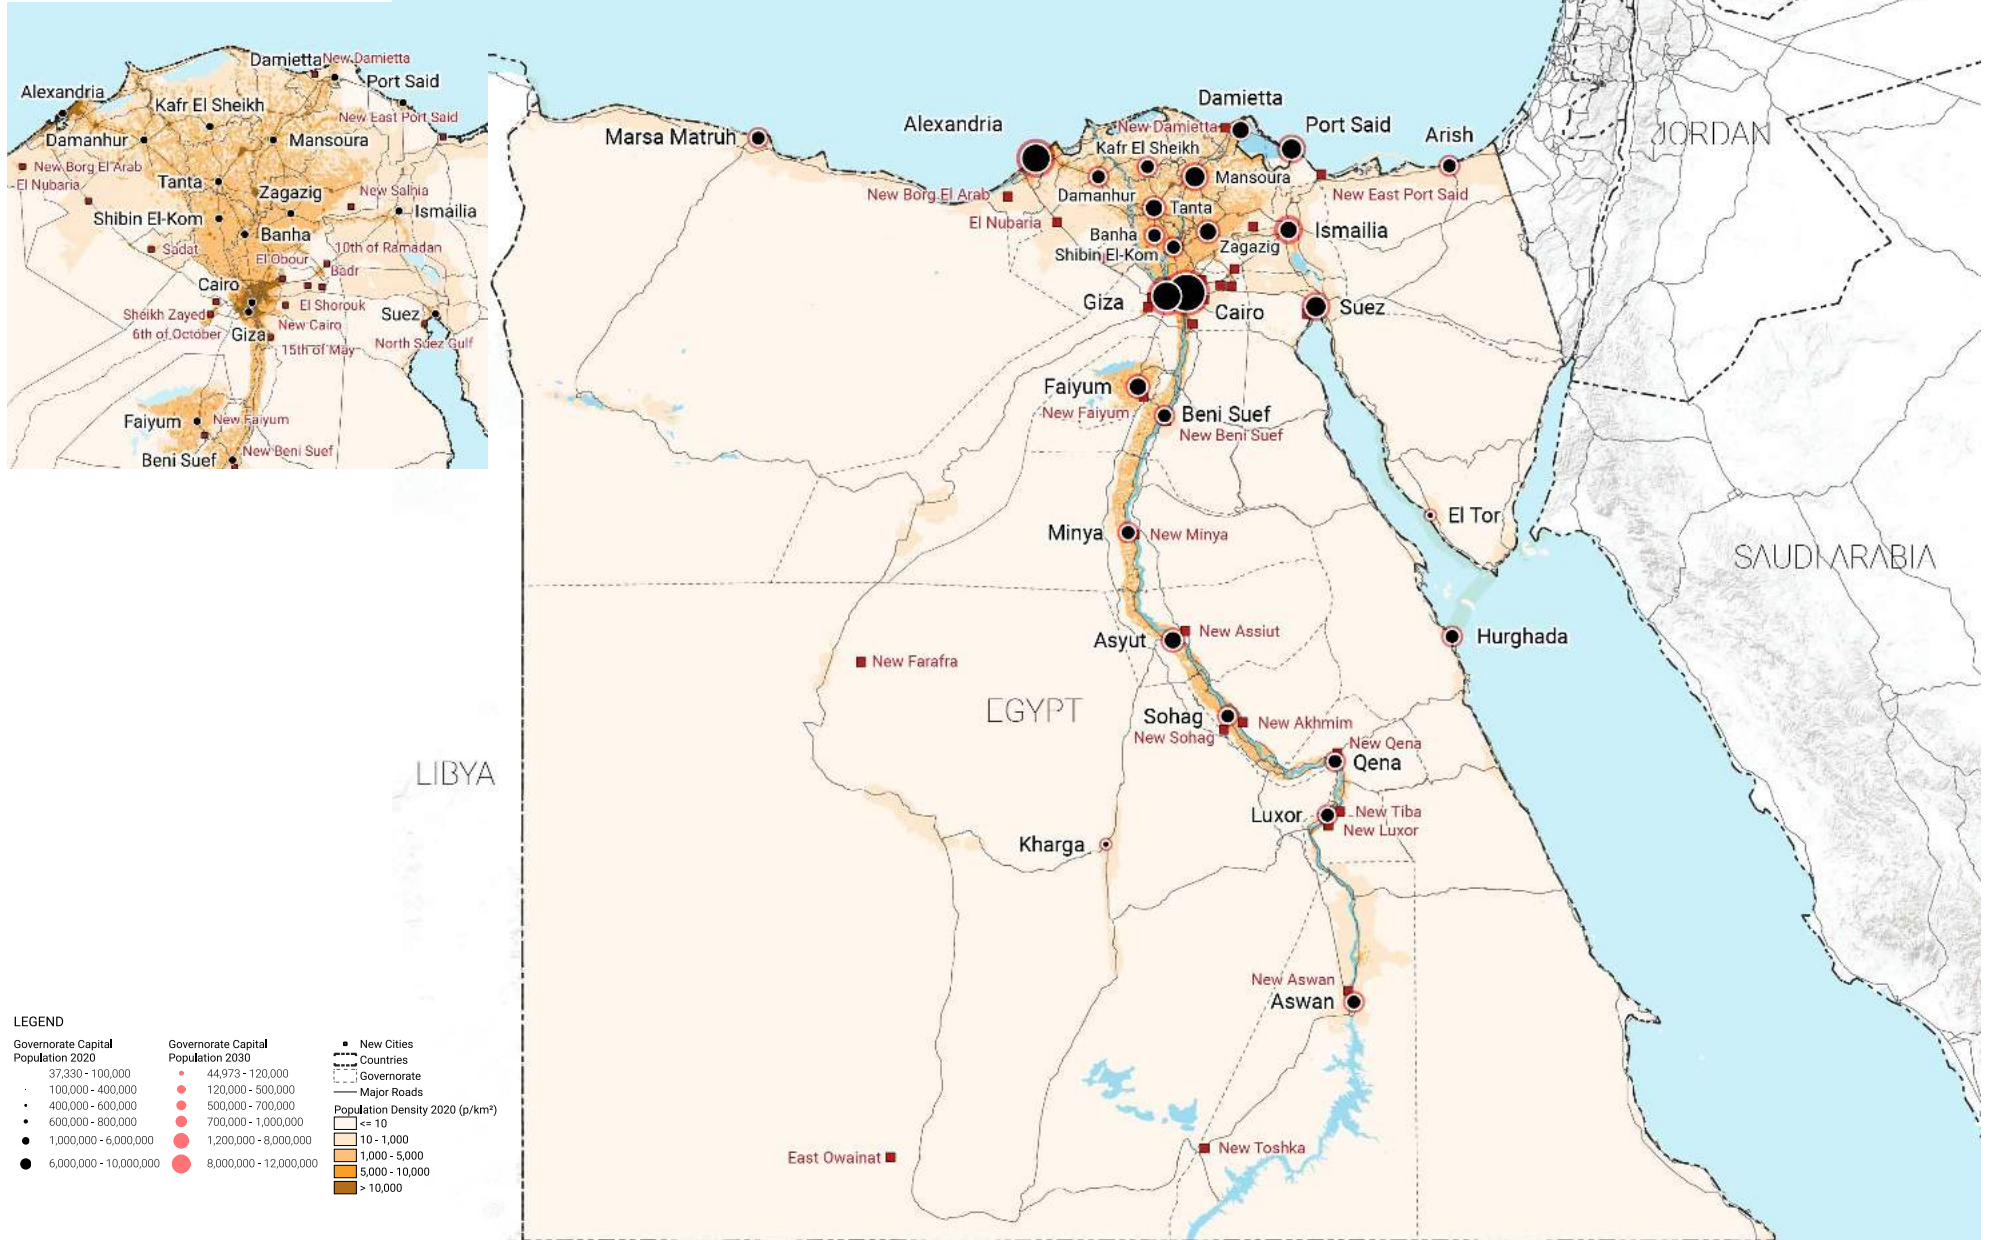 Damietta
New Damietta
Port Said
Alexandria
Kafr El Sheikh
New East Port Said
Damanhur
Mansoura
New Borg El Arab
El Nubaria
Tanta
Zagazig
New Salhia
Shibin El-Kom
Ismailia
Banha
Sadat
10th of Ramadan
El Obour
Badr
Cairo
El Shorouk
Sheikh Zayed
Suez
6th of October
Giza
New Cairo
15th of May
North Suez Gulf
Faiyum
New Faiyum
New Beni Suef
Beni Suef
Marsa Matruh
Alexandria
Damietta
New Damietta
Port Said
Arish
Kafr El Sheikh
Mansoura
New Borg El Arab
Damanhur
New East Port Said
El Nubaria
Tanta
Banha
Zagazig
Ismailia
Shibin El-Kom
Giza
Cairo
Suez
Faiyum
New Faiyum
Beni Suef
New Beni Suef
Minya
New Minya
El Tor
JORDAN
SAUDI ARABIA
Asyut
New Assiut
Hurghada
New Farafra
EGYPT
Sohag
New Akhmim
New Sohag
New Qena
Qena
LIBYA
Luxor
New Tiba
New Luxor
Kharga
New Aswan
Aswan
New Toshka
East Owainat
LEGEND
Governorate Capital
Population 2020
37,330 - 100,000
100,000 - 400,000
400,000 - 600,000
600,000 - 800,000
1,000,000 - 6,000,000
6,000,000 - 10,000,000
Governorate Capital
Population 2030
44,973 - 120,000
120,000 - 500,000
500,000 - 700,000
700,000 - 1,000,000
1,200,000 - 8,000,000
8,000,000 - 12,000,000
New Cities
Countries
Governorate
Major Roads
Population Density 2020 (p/km²)
<= 10
10 - 1,000
1,000 - 5,000
5,000 - 10,000
> 10,000